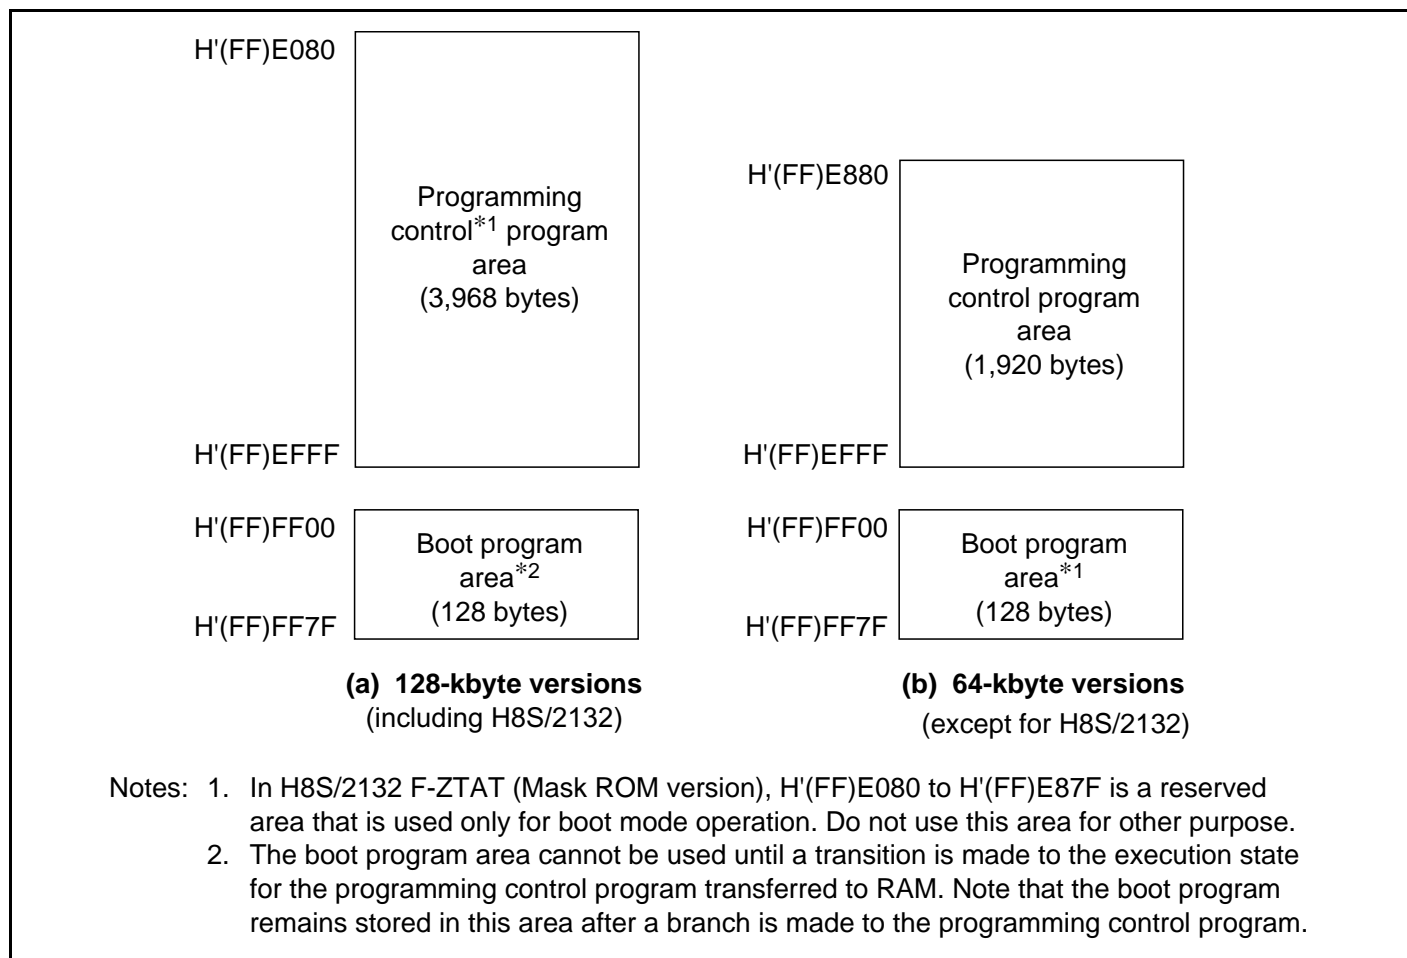 H'(FF)E080
Programming
control*1 program
area
(3,968 bytes)
H'(FF)EFFF
H'(FF)FF00
Boot program
area*2
(128 bytes)
H'(FF)FF7F
(a) 128-kbyte versions
(including H8S/2132)
H'(FF)E880
Programming
control program
area
(1,920 bytes)
H'(FF)EFFF
H'(FF)FF00
Boot program
area*1
(128 bytes)
H'(FF)FF7F
(b) 64-kbyte versions
(except for H8S/2132)
Notes: 1. In H8S/2132 F-ZTAT (Mask ROM version), H'(FF)E080 to H'(FF)E87F is a reserved
area that is used only for boot mode operation. Do not use this area for other purpose.
2. The boot program area cannot be used until a transition is made to the execution state
for the programming control program transferred to RAM. Note that the boot program
remains stored in this area after a branch is made to the programming control program.